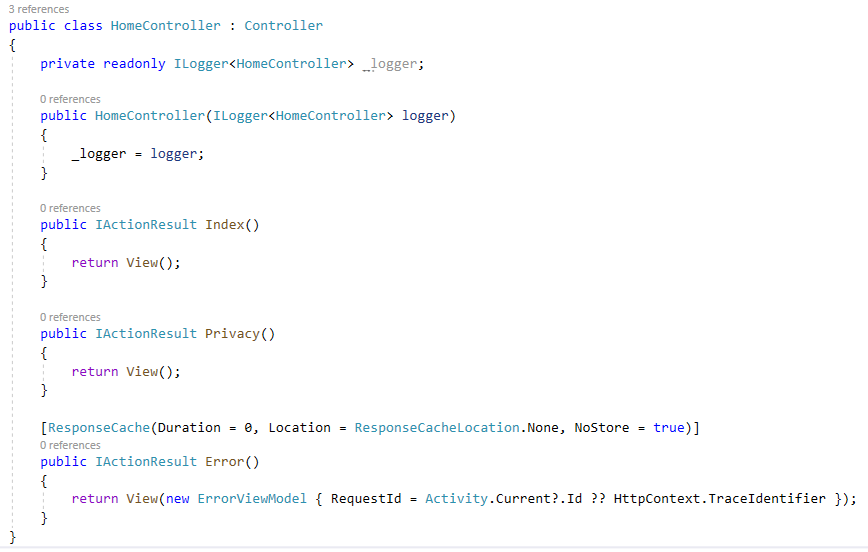 3 references
public class HomeController : Controller
{
private readonly ILogger<HomeController> _logger;
0 references
public HomeController(ILogger<HomeController> logger)
{
_logger = logger;
}
0 references
public IActionResult Index()
{
return View();
}
0 references
public IActionResult Privacy()
{
return View();
}
[ResponseCache(Duration = 0, Location = ResponseCacheLocation.None, NoStore = true)]
0 references
public IActionResult Error()
{
return View(new ErrorViewModel { RequestId = Activity.Current?.Id ?? HttpContext.TraceIdentifier });
}
}